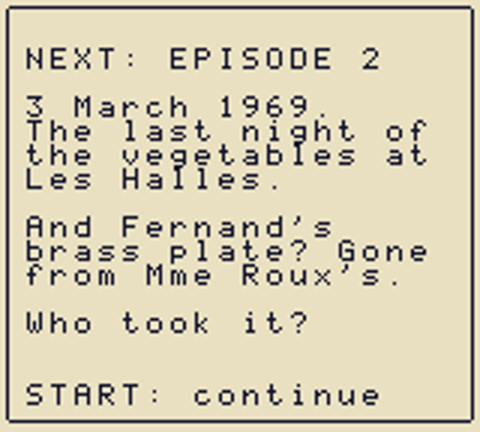 NEXT: EPISODE 2
3 March 1969.
The last night of
the vegetables at
Les Halles.
And Fernand's
brass plate? Gone
from Mme Roux's.
Who took it?
START: continue